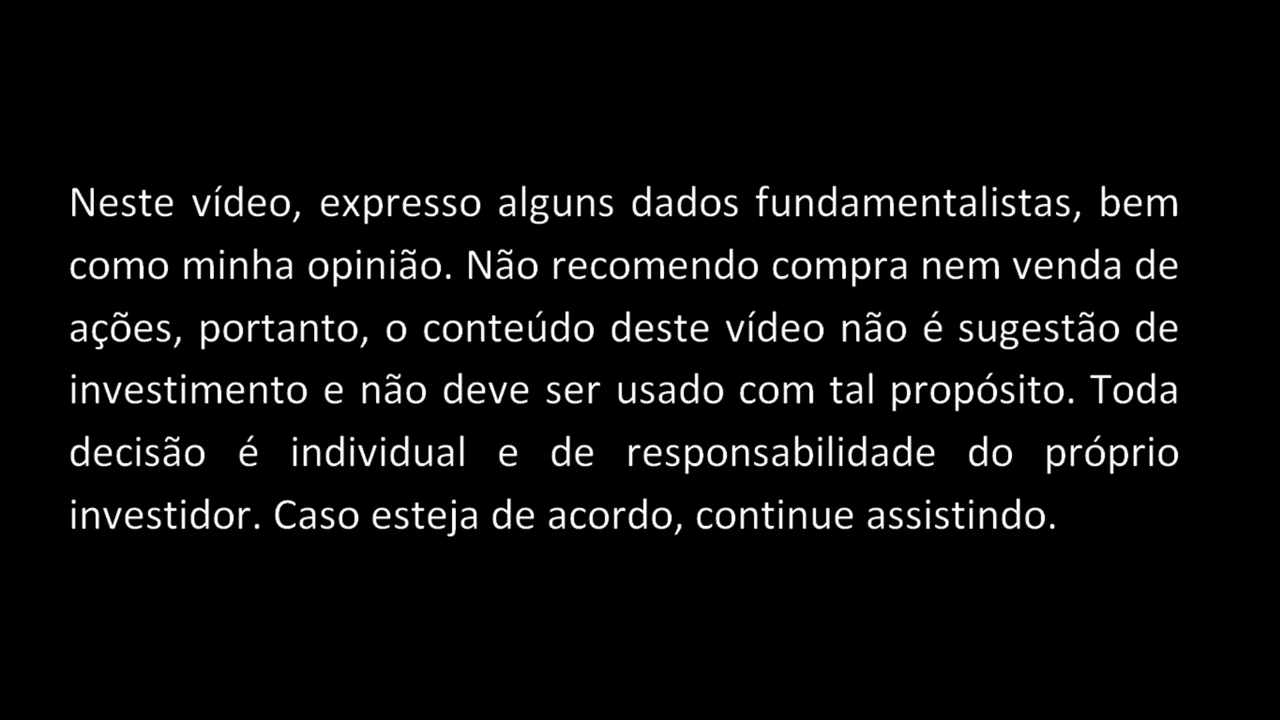 Neste vídeo, expresso alguns dados fundamentalistas, bem
como minha opinião. Não recomendo compra nem venda de
ações, portanto, o conteúdo deste vídeo não é sugestão de
investimento e não deve ser usado com tal propósito. Toda
decisão é individual e de responsabilidade do próprio
investidor. Caso esteja de acordo, continue assistindo.